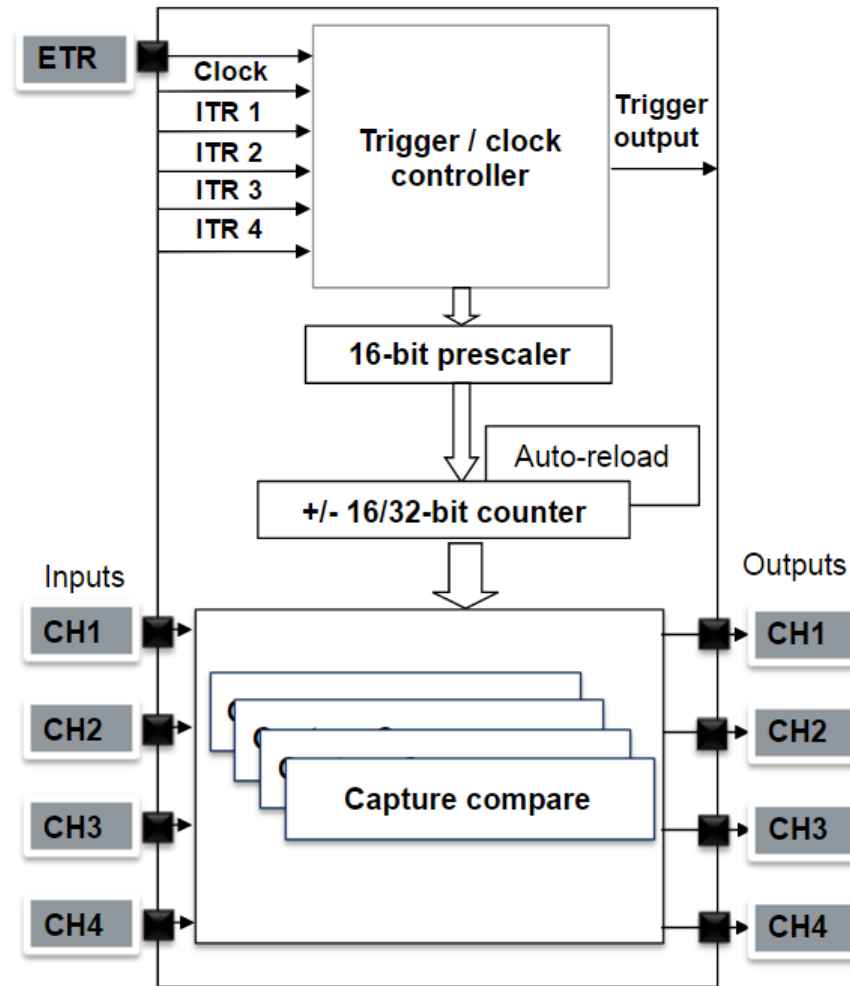 ETR
Clock
ITR 1
ITR 2
ITR 3
ITR 4
Trigger / clock
controller
Trigger
output
16-bit prescaler
Auto-reload
+/- 16/32-bit counter
Inputs
Outputs
CH1
CH1
CH2
CH2
Capture compare
CH3
CH3
CH4
CH4